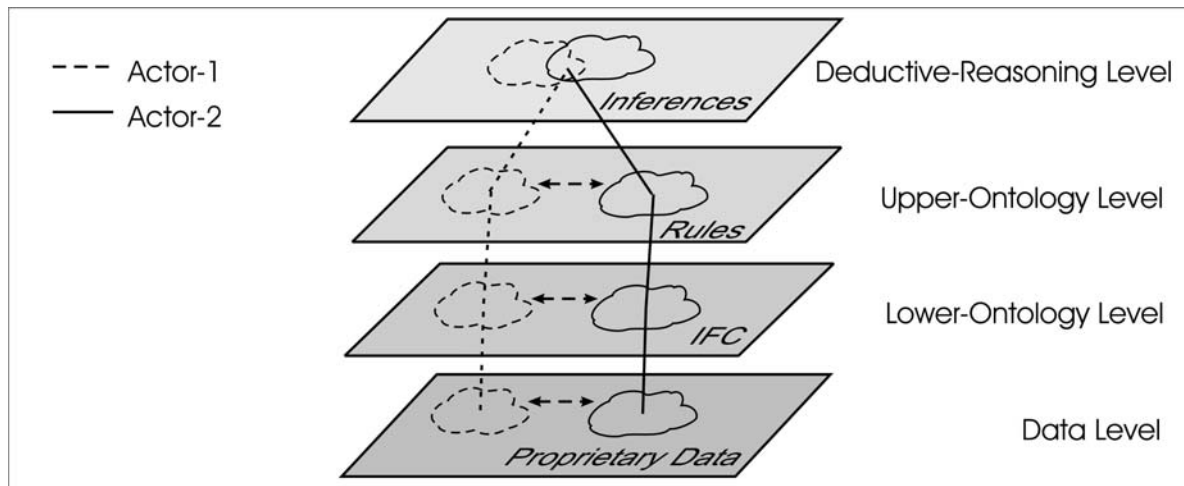 Actor-1
Actor-2
Inferences
Deductive-Reasoning Level
Rules
Upper-Ontology Level
IFC
Lower-Ontology Level
Proprietary Data
Data Level